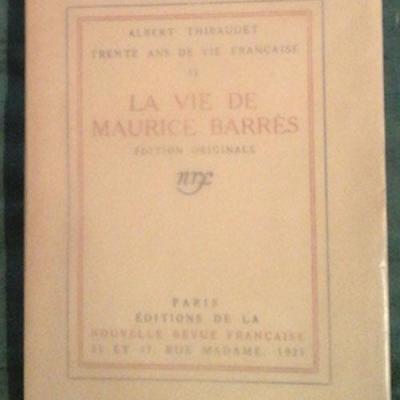 ALBERT THIBAUDET
TRENTE ANS DE VIE FRANÇAISE
II
LA VIE DE
MAURICE BARRÈS
ÉDITION ORIGINALE
nrf
PARIS
ÉDITIONS DE LA
NOUVELLE REVUE FRANÇAISE
35 ET 37, RUE MADAME. 1921